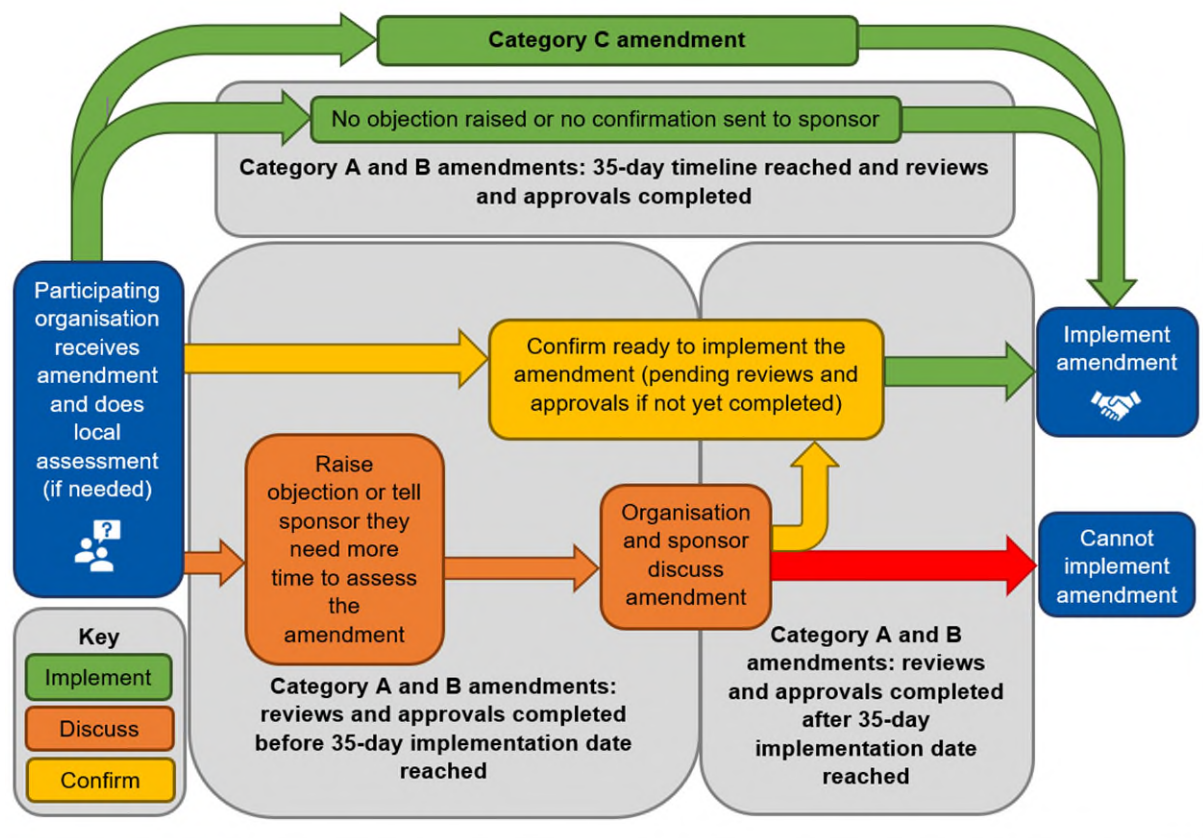 Category C amendment
No objection raised or no confirmation sent to sponsor
Category A and B amendments: 35-day timeline reached and reviews
and approvals completed
Participating
organisation
receives
amendment
and does
local
assessment
(if needed)
?
Confirm ready to implement the
amendment (pending reviews and
approvals if not yet completed)
Implement
amendment
Raise
objection or tell
sponsor they
need more
time to assess
the
amendment
Organisation
and sponsor
discuss
amendment
Cannot
implement
amendment
Category A and B amendments:
reviews and approvals completed
before 35-day implementation date
reached
Category A and B
amendments: reviews
and approvals completed
after 35-day
implementation date
reached
Key
Implement
Discuss
Confirm